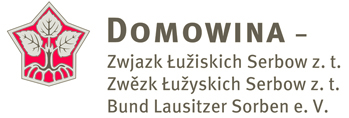 DOMOWINA –
Zwjazk Łužiskich Serbow z. t.
Zwězk Łužyskich Serbow z. t.
Bund Lausitzer Sorben e. V.